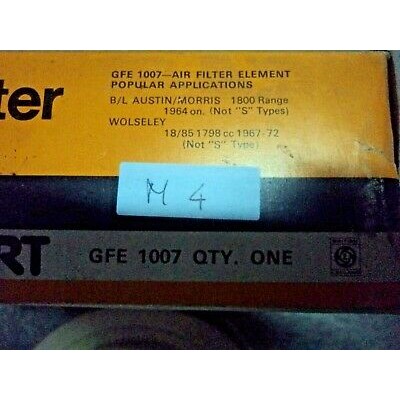 GFE 1007—AIR FILTER ELEMENT
POPULAR APPLICATIONS
ter
B/L AUSTIN/MORRIS 1800 Range
1964 on. (Not "S" Types)
WOLSELEY
18/85 1798 cc 1967-72
(Not "S" Type)
M 4
RT GFE 1007 QTY. ONE